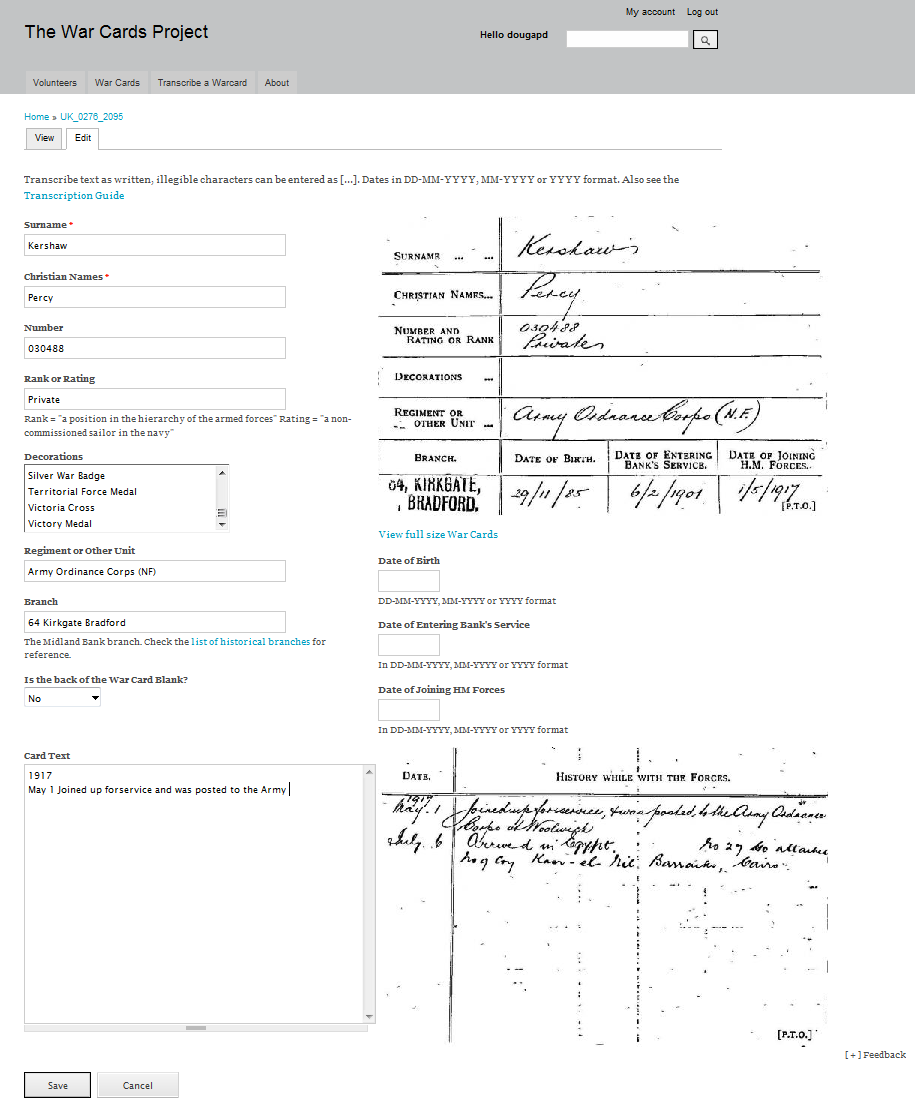 The War Cards Project
My account Log out
Hello dougapd
Volunteers War Cards Transcribe a Warcard About
Home » UK_0276_2095
View Edit
Transcribe text as written, illegible characters can be entered as [...]. Dates in DD-MM-YYYY, MM-YYYY or YYYY format. Also see the
Transcription Guide
Surname *
Kershaw
Christian Names *
Percy
Number
030488
Rank or Rating
Private
Rank = "a position in the hierarchy of the armed forces" Rating = "a non-
commissioned sailor in the navy"
Decorations
Silver War Badge
Territorial Force Medal
Victoria Cross
Victory Medal
Regiment or Other Unit
Army Ordinance Corps (NF)
Branch
64 Kirkgate Bradford
The Midland Bank branch. Check the list of historical branches for
reference.
Is the back of the War Card Blank?
No
SURNAME ... ... Kershaw
CHRISTIAN NAMES... Percy
NUMBER AND 030488
RATING OR RANK Private
DECORATIONS ...
REGIMENT OR
OTHER UNIT ... Army Ordnance Corps (N.F.)
BRANCH. DATE OF BIRTH. DATE OF ENTERING BANK'S SERVICE. DATE OF JOINING H.M. FORCES..
64, KIRKGATE,
BRADFORD. 29/11/85 6/2/1901 1/5/1917
[P.T.O.]
View full size War Cards
Date of Birth
DD-MM-YYYY, MM-YYYY or YYYY format
Date of Entering Bank's Service
In DD-MM-YYYY, MM-YYYY or YYYY format
Date of Joining HM Forces
In DD-MM-YYYY, MM-YYYY or YYYY format
Card Text
1917
May 1 Joined up forservice and was posted to the Army
DATE. HISTORY WHILE WITH THE FORCES.
1917
May. 1 Joined up for service, & was posted, to the Army Ordnance
Corps at Woolwich
July. 6 Arrived in Egypt. No 29 Co attached
No 9 Coy Kasr-el-Nil Barracks, Cairo.
[P.T.O.]
[+] Feedback
Save Cancel